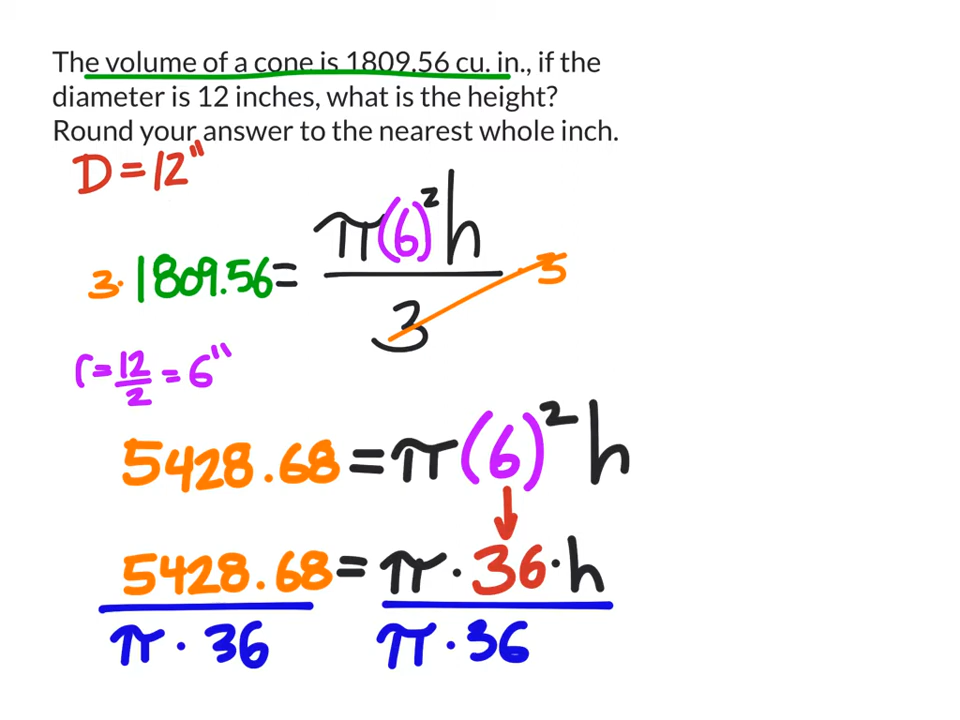 The volume of a cone is 1809.56 cu. in., if the
diameter is 12 inches, what is the height?
Round your answer to the nearest whole inch.
D = 12"
3 · 1809.56 = π(6)²h / 3 · 3
r = 12/2 = 6"
5428.68 = π(6)²h
5428.68 = π · 36 · h
π · 36 π · 36